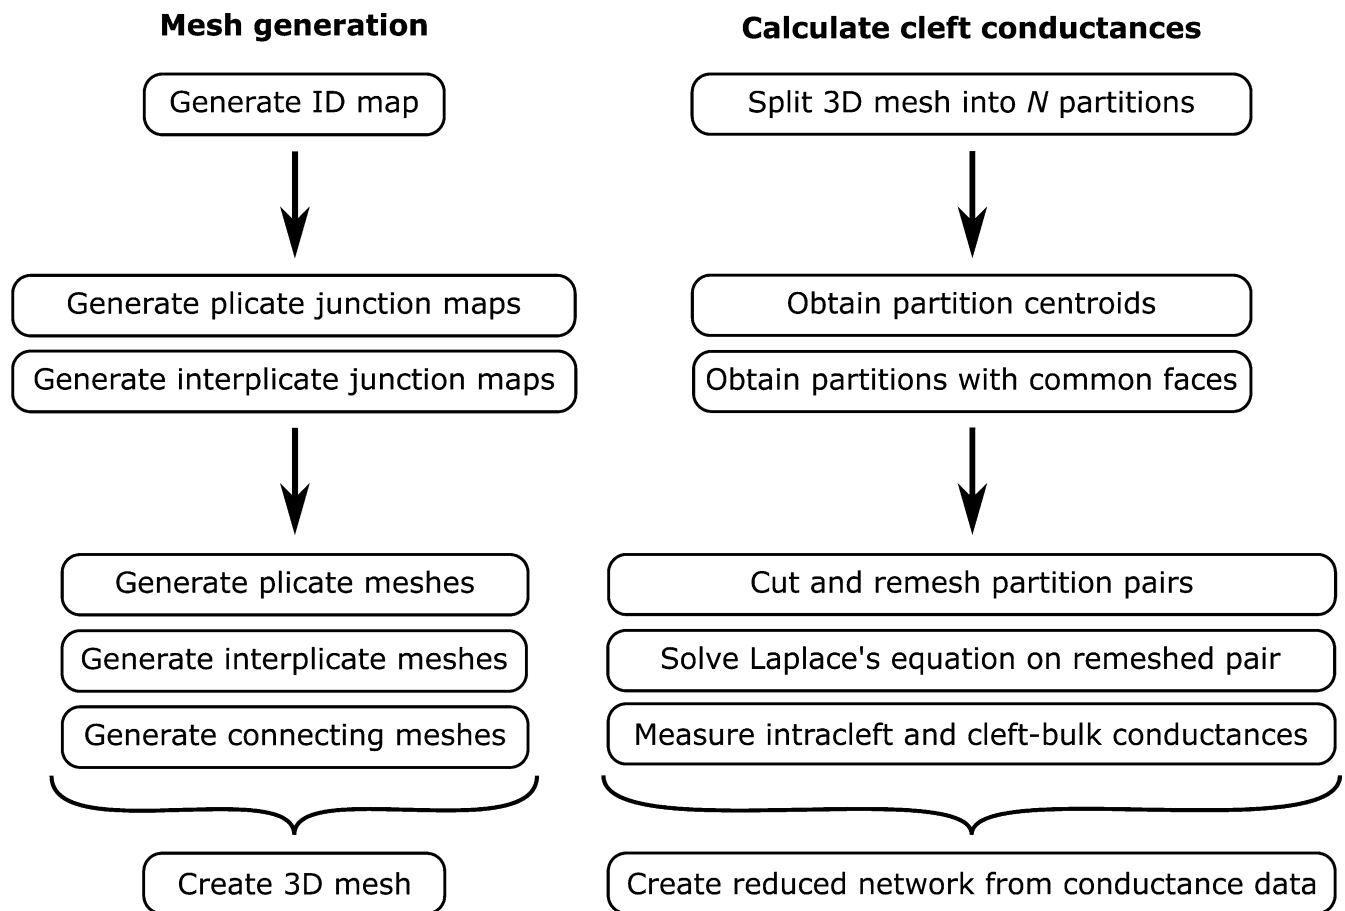 Mesh generation
Generate ID map
Generate plicate junction maps
Generate interplicate junction maps
Generate plicate meshes
Generate interplicate meshes
Generate connecting meshes
Create 3D mesh
Calculate cleft conductances
Split 3D mesh into N partitions
Obtain partition centroids
Obtain partitions with common faces
Cut and remesh partition pairs
Solve Laplace's equation on remeshed pair
Measure intracleft and cleft-bulk conductances
Create reduced network from conductance data